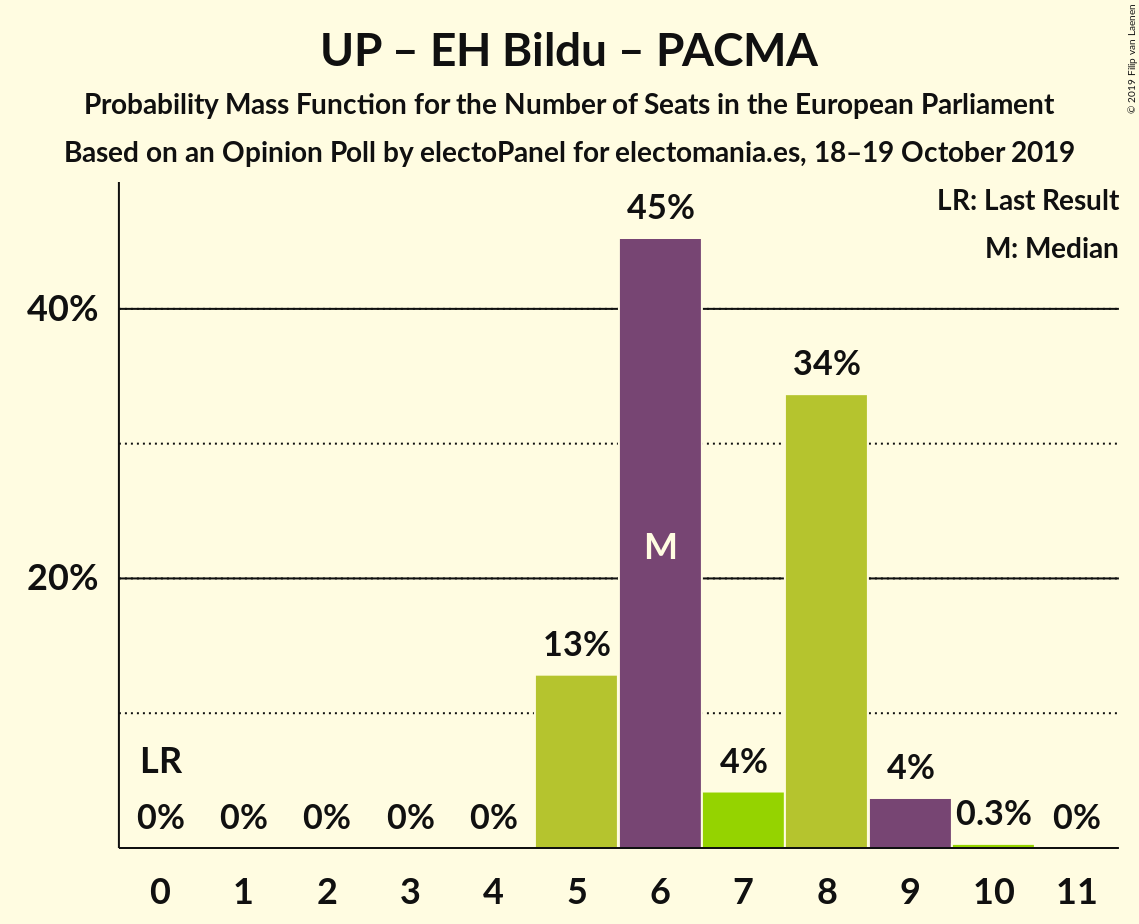 UP – EH Bildu – PACMA
Probability Mass Function for the Number of Seats in the European Parliament
Based on an Opinion Poll by electoPanel for electomania.es, 18–19 October 2019
© 2019 Filip van Laenen
LR: Last Result
M: Median
45%
40%
34%
M
20%
13%
LR
4%
4%
0% 0% 0% 0% 0% 0.3% 0%
0 1 2 3 4 5 6 7 8 9 10 11